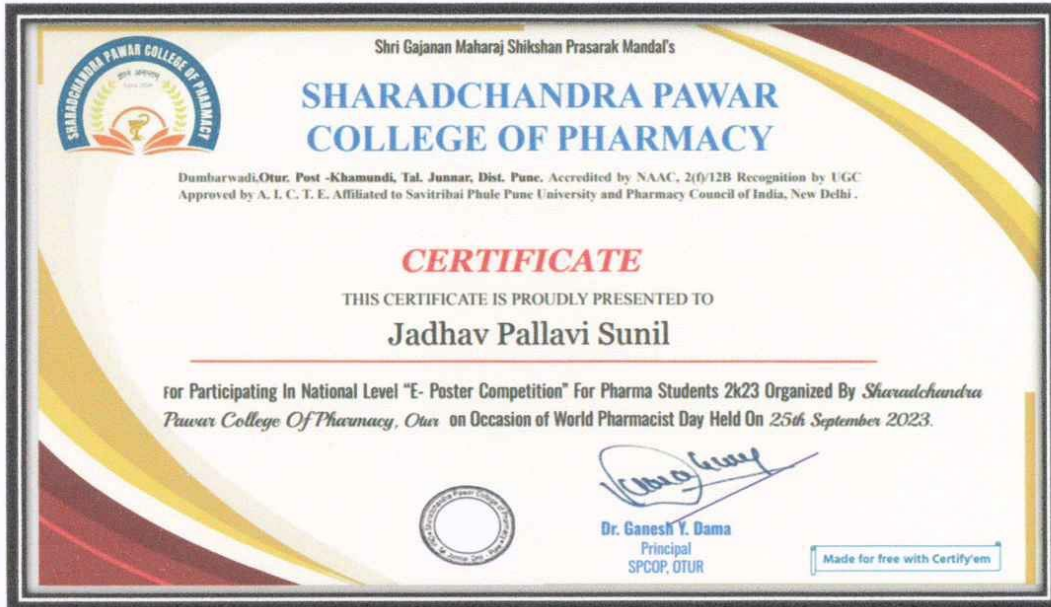 Shri Gajanan Maharaj Shikshan Prasarak Mandal's
SHARADCHANDRA PAWAR COLLEGE OF PHARMACY
SHARADCHANDRA PAWAR
COLLEGE OF PHARMACY
Dumbarwadi,Otur. Post -Khamundi, Tal. Junnar, Dist. Pune. Accredited by NAAC, 2(f)/12B Recognition by UGC
Approved by A. I. C. T. E. Affiliated to Savitribai Phule Pune University and Pharmacy Council of India, New Delhi .
CERTIFICATE
THIS CERTIFICATE IS PROUDLY PRESENTED TO
Jadhav Pallavi Sunil
For Participating In National Level "E- Poster Competition" For Pharma Students 2k23 Organized By Sharadchandra
Pawar College Of Pharmacy, Otur on Occasion of World Pharmacist Day Held On 25th September 2023.
Sharadchandra Pawar College of
Dr. Ganesh Y. Dama
Principal
SPCOP, OTUR
Made for free with Certify'em